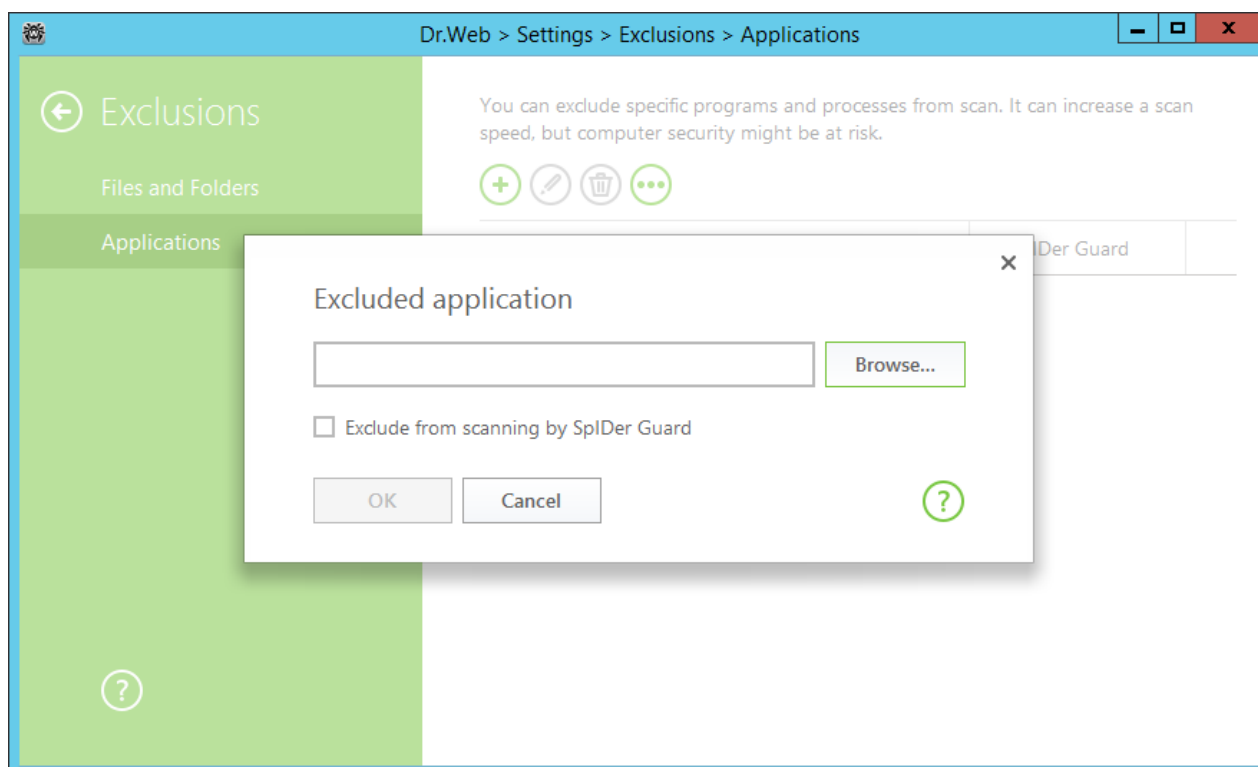 Dr.Web > Settings > Exclusions > Applications
Exclusions
Files and Folders
Applications
You can exclude specific programs and processes from scan. It can increase a scan
speed, but computer security might be at risk.
Guard
Excluded application
Browse...
Exclude from scanning by SpIDer Guard
OK
Cancel